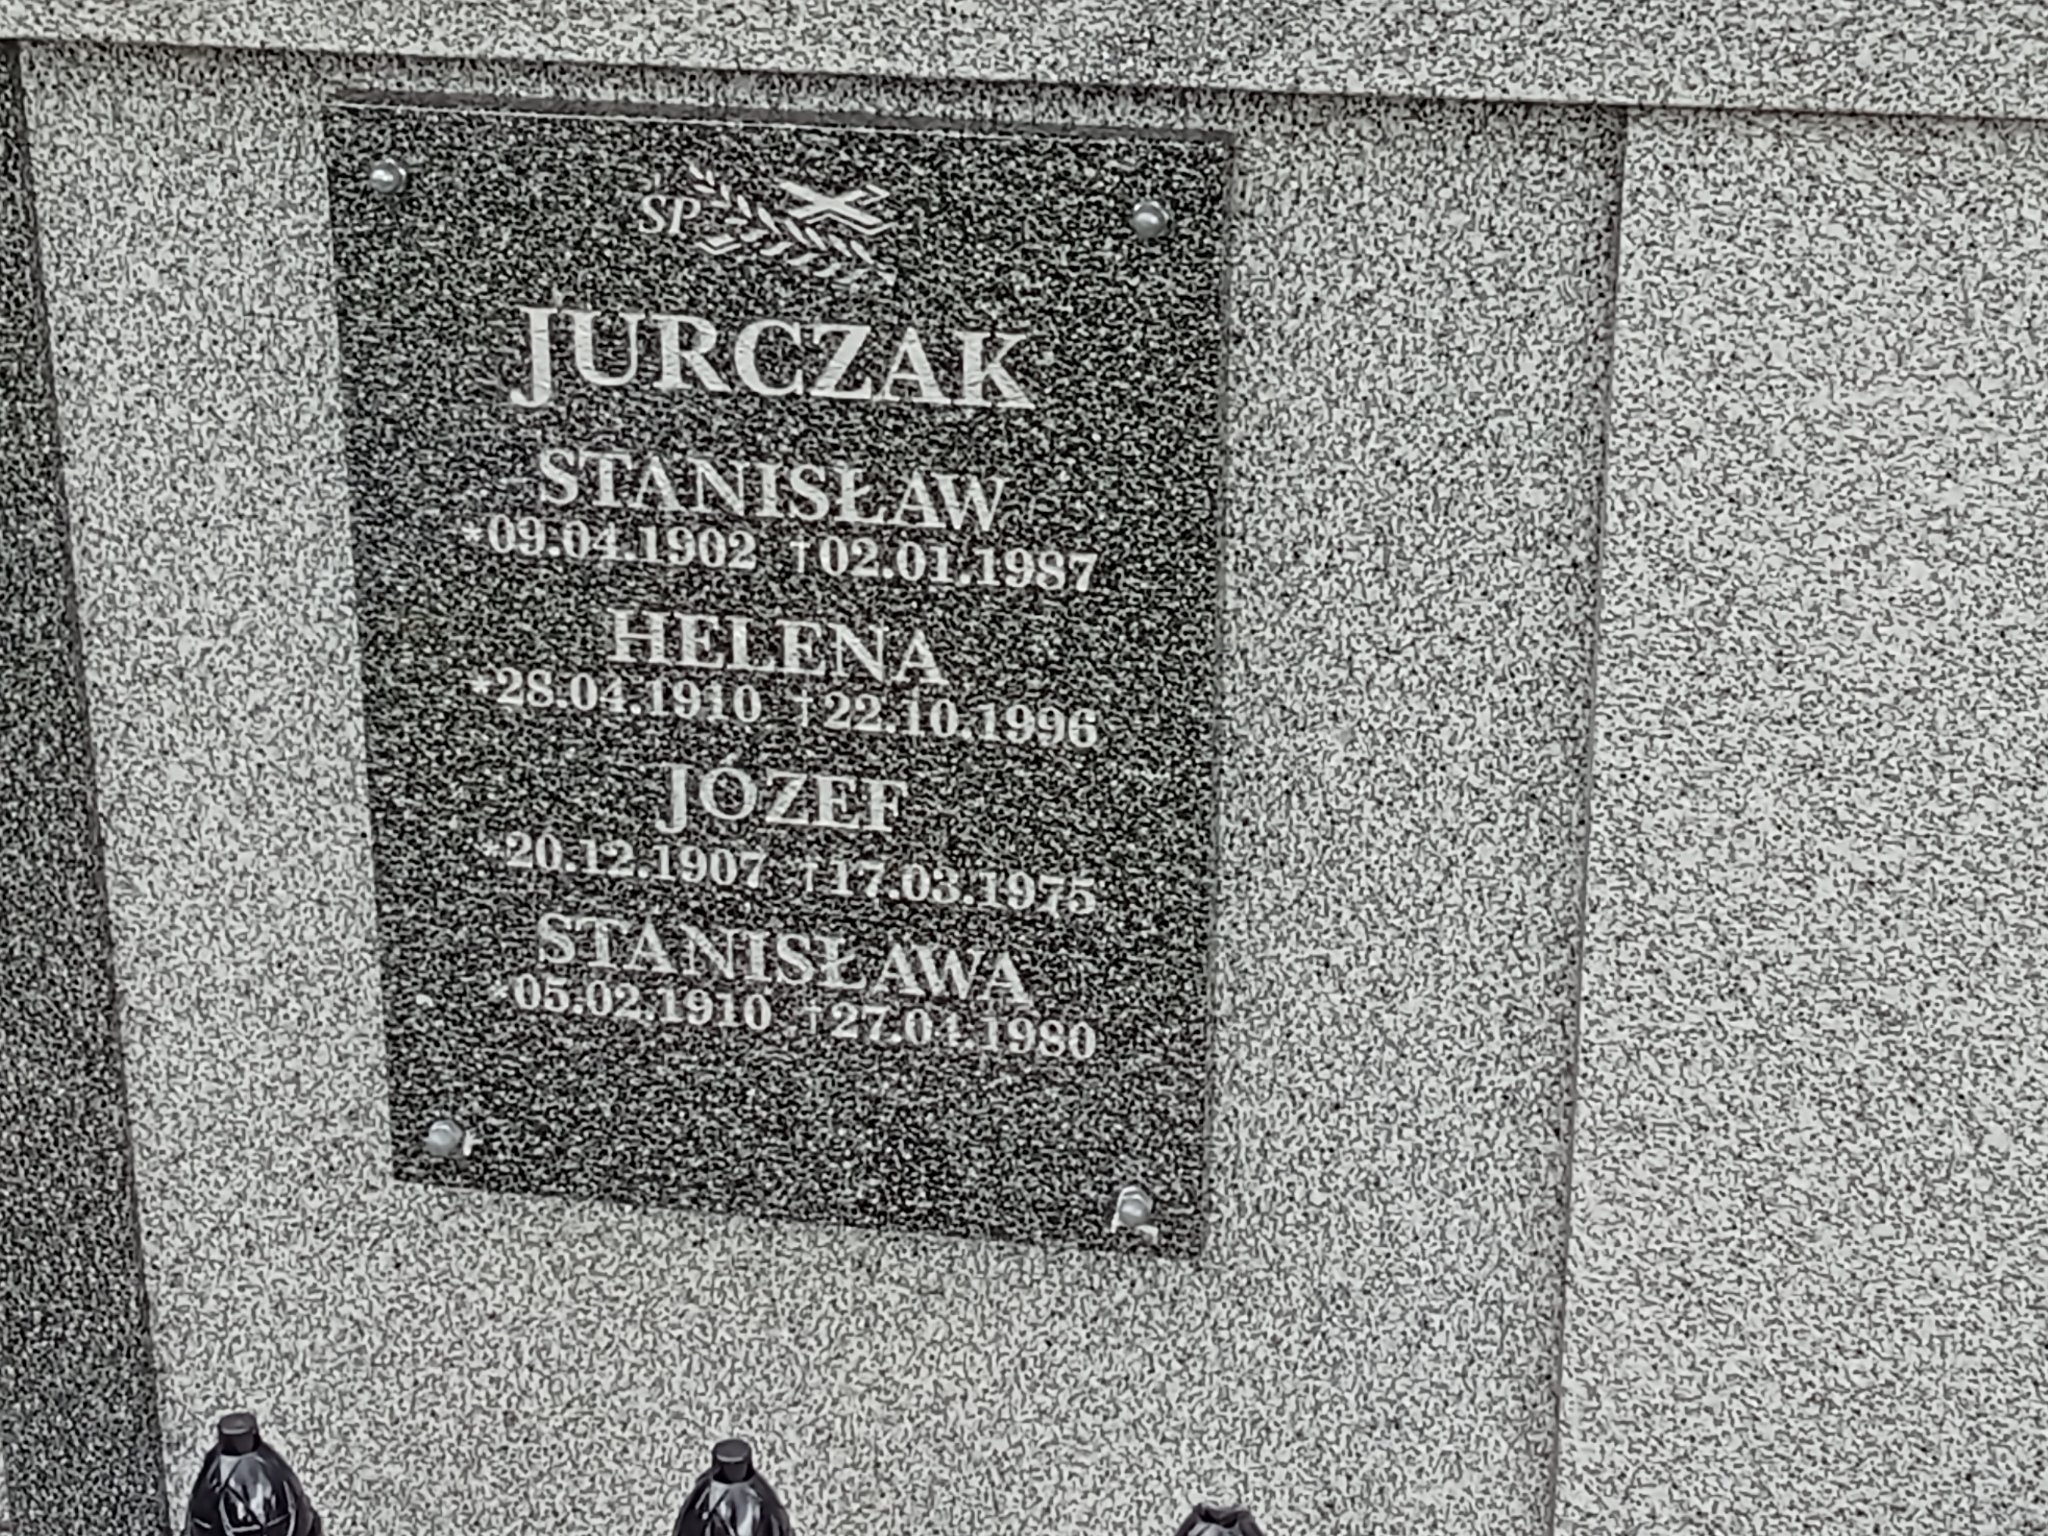 SP
JURCZAK
STANISŁAW
*09.04.1902 †02.01.1987
HELENA
*28.04.1910 †22.10.1996
JÓZEF
*20.12.1907 †17.03.1975
STANISŁAWA
*05.02.1910 †27.04.1980